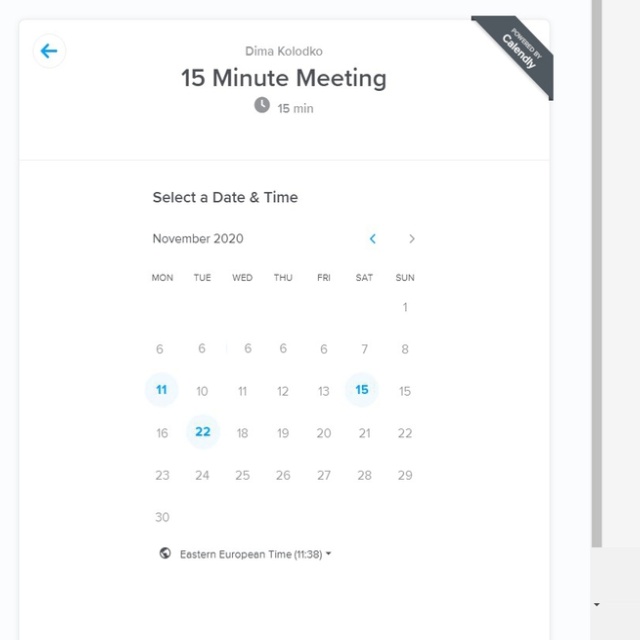 POWERED BY
Calendly
Dima Kolodko
15 Minute Meeting
15 min
Select a Date & Time
November 2020
MON TUE WED THU FRI SAT SUN
1
6 6 6 6 6 7 8
11 10 11 12 13 15 15
16 22 18 19 20 21 22
23 24 25 26 27 28 29
30
Eastern European Time (11:38)